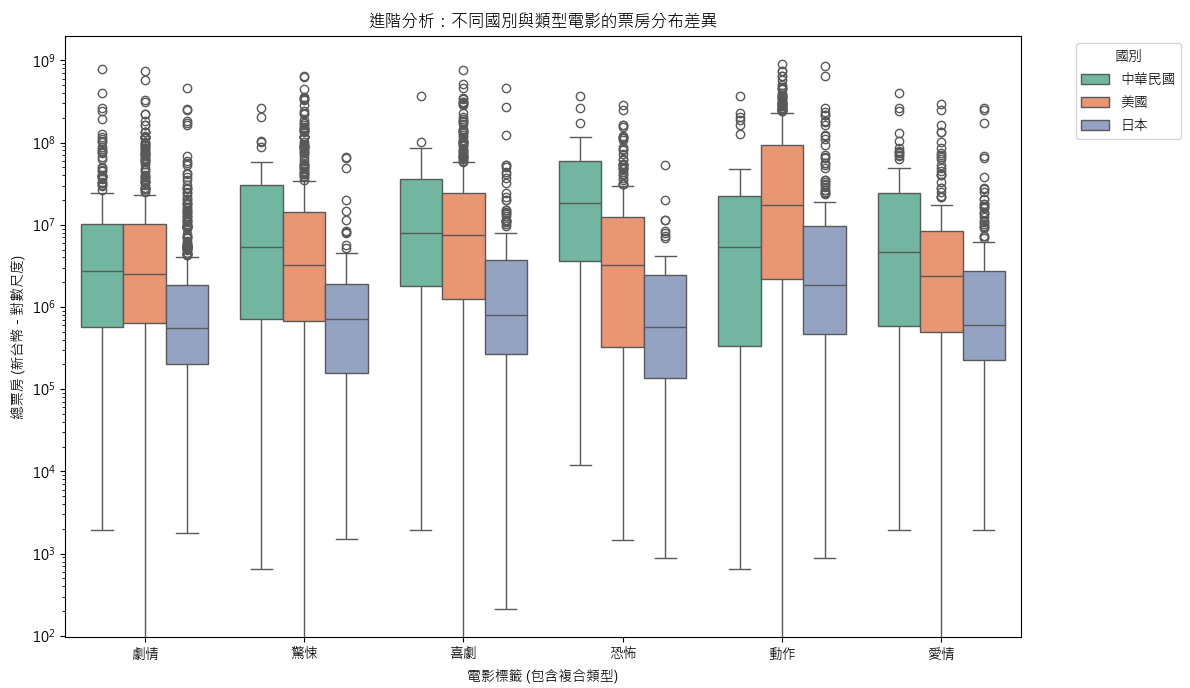 進階分析：不同國別與類型電影的票房分布差異
國別
中華民國
美國
日本
總票房 (新台幣 - 對數尺度)
10⁹
10⁸
10⁷
10⁶
10⁵
10⁴
10³
10²
劇情
驚悚
喜劇
恐怖
動作
愛情
電影標籤 (包含複合類型)